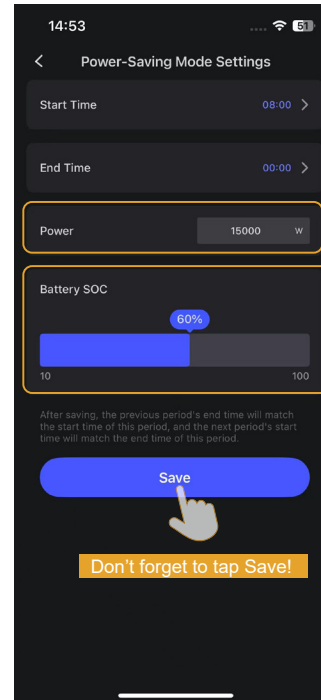 14:53
.... 51
Power-Saving Mode Settings
Start Time 08:00
End Time 00:00
Power 15000 W
Battery SOC
60%
10 100
After saving, the previous period's end time will match
the start time of this period, and the next period's start
time will match the end time of this period.
Save
Don't forget to tap Save!